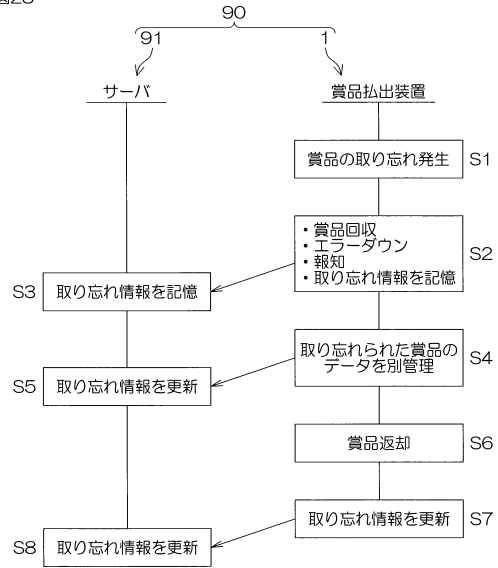 90
91
1
サーバ
賞品払出装置
賞品の取り忘れ発生
S1
・賞品回収
・エラーダウン
・報知
・取り忘れ情報を記憶
S2
S3
取り忘れ情報を記憶
取り忘れられた賞品の
データを別管理
S4
S5
取り忘れ情報を更新
賞品返却
S6
取り忘れ情報を更新
S7
S8
取り忘れ情報を更新